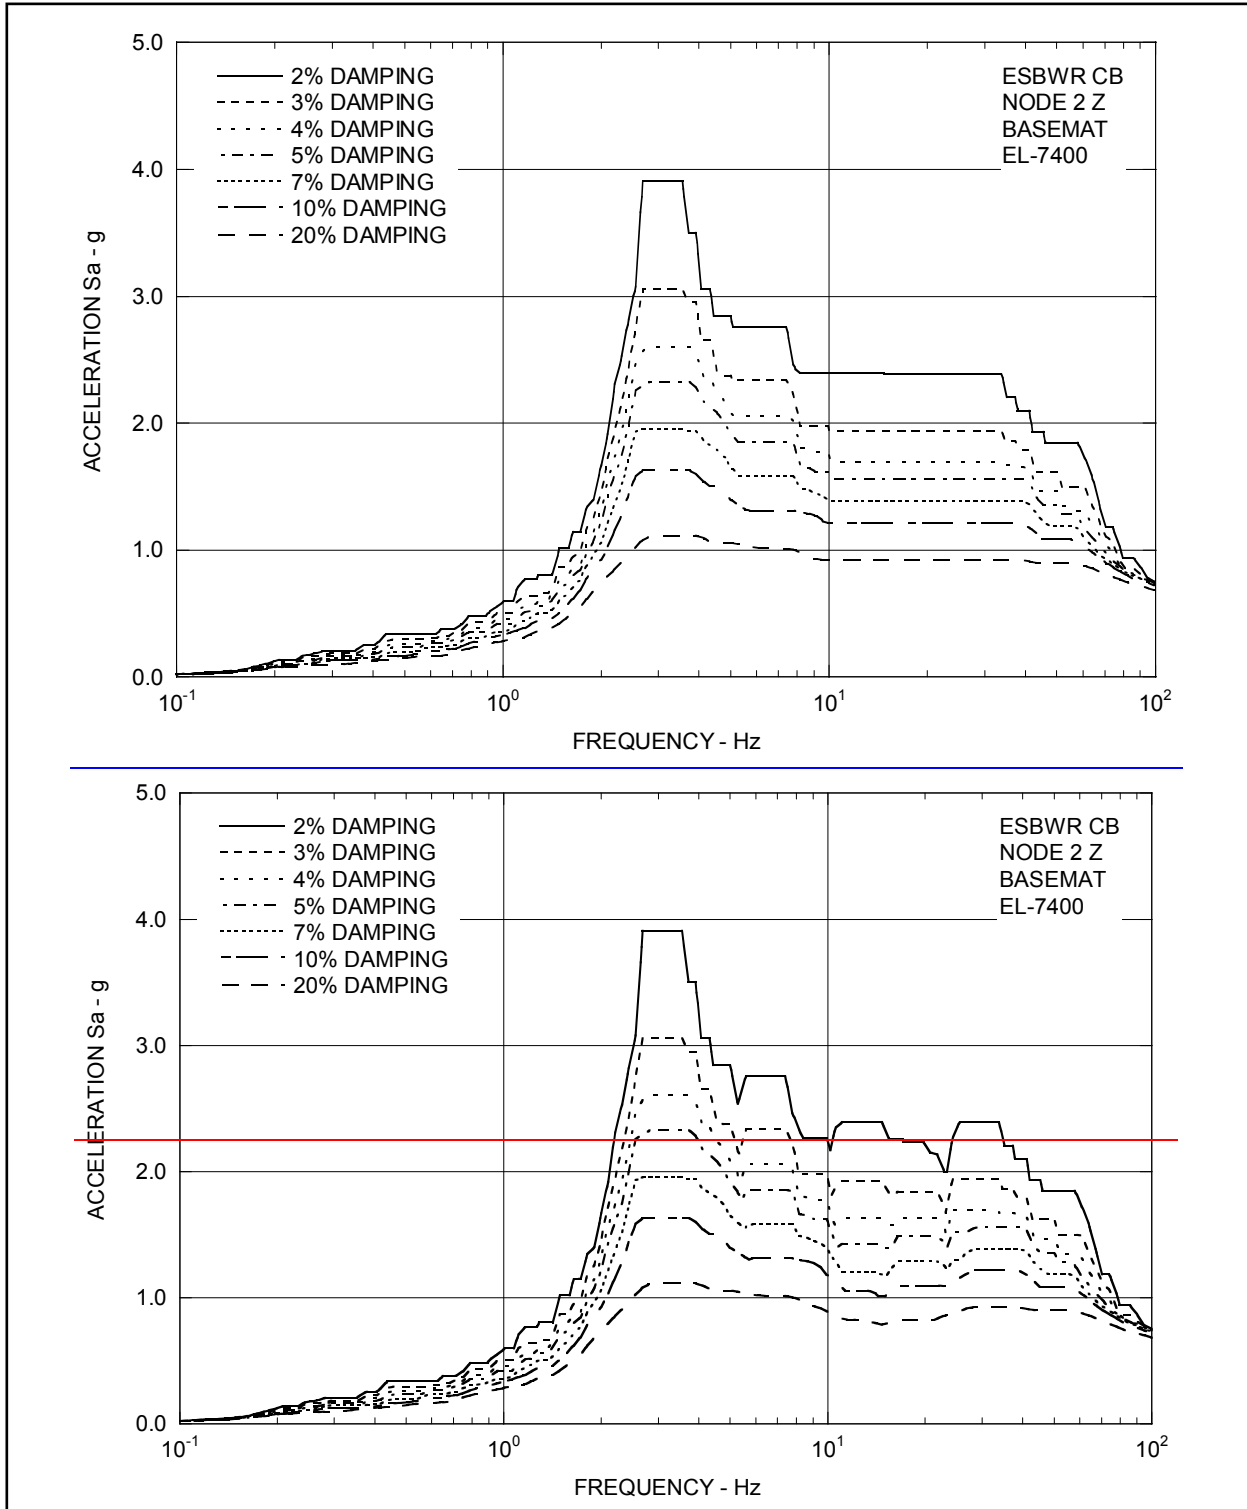 5.0
4.0
3.0
2.0
1.0
0.0
ACCELERATION Sa - g
2% DAMPING
3% DAMPING
4% DAMPING
5% DAMPING
7% DAMPING
10% DAMPING
20% DAMPING
ESBWR CB
NODE 2 Z
BASEMAT
EL-7400
10⁻¹ 10⁰ 10¹ 10²
FREQUENCY - Hz
5.0
4.0
3.0
2.0
1.0
0.0
ACCELERATION Sa - g
2% DAMPING
3% DAMPING
4% DAMPING
5% DAMPING
7% DAMPING
10% DAMPING
20% DAMPING
ESBWR CB
NODE 2 Z
BASEMAT
EL-7400
10⁻¹ 10⁰ 10¹ 10²
FREQUENCY - Hz